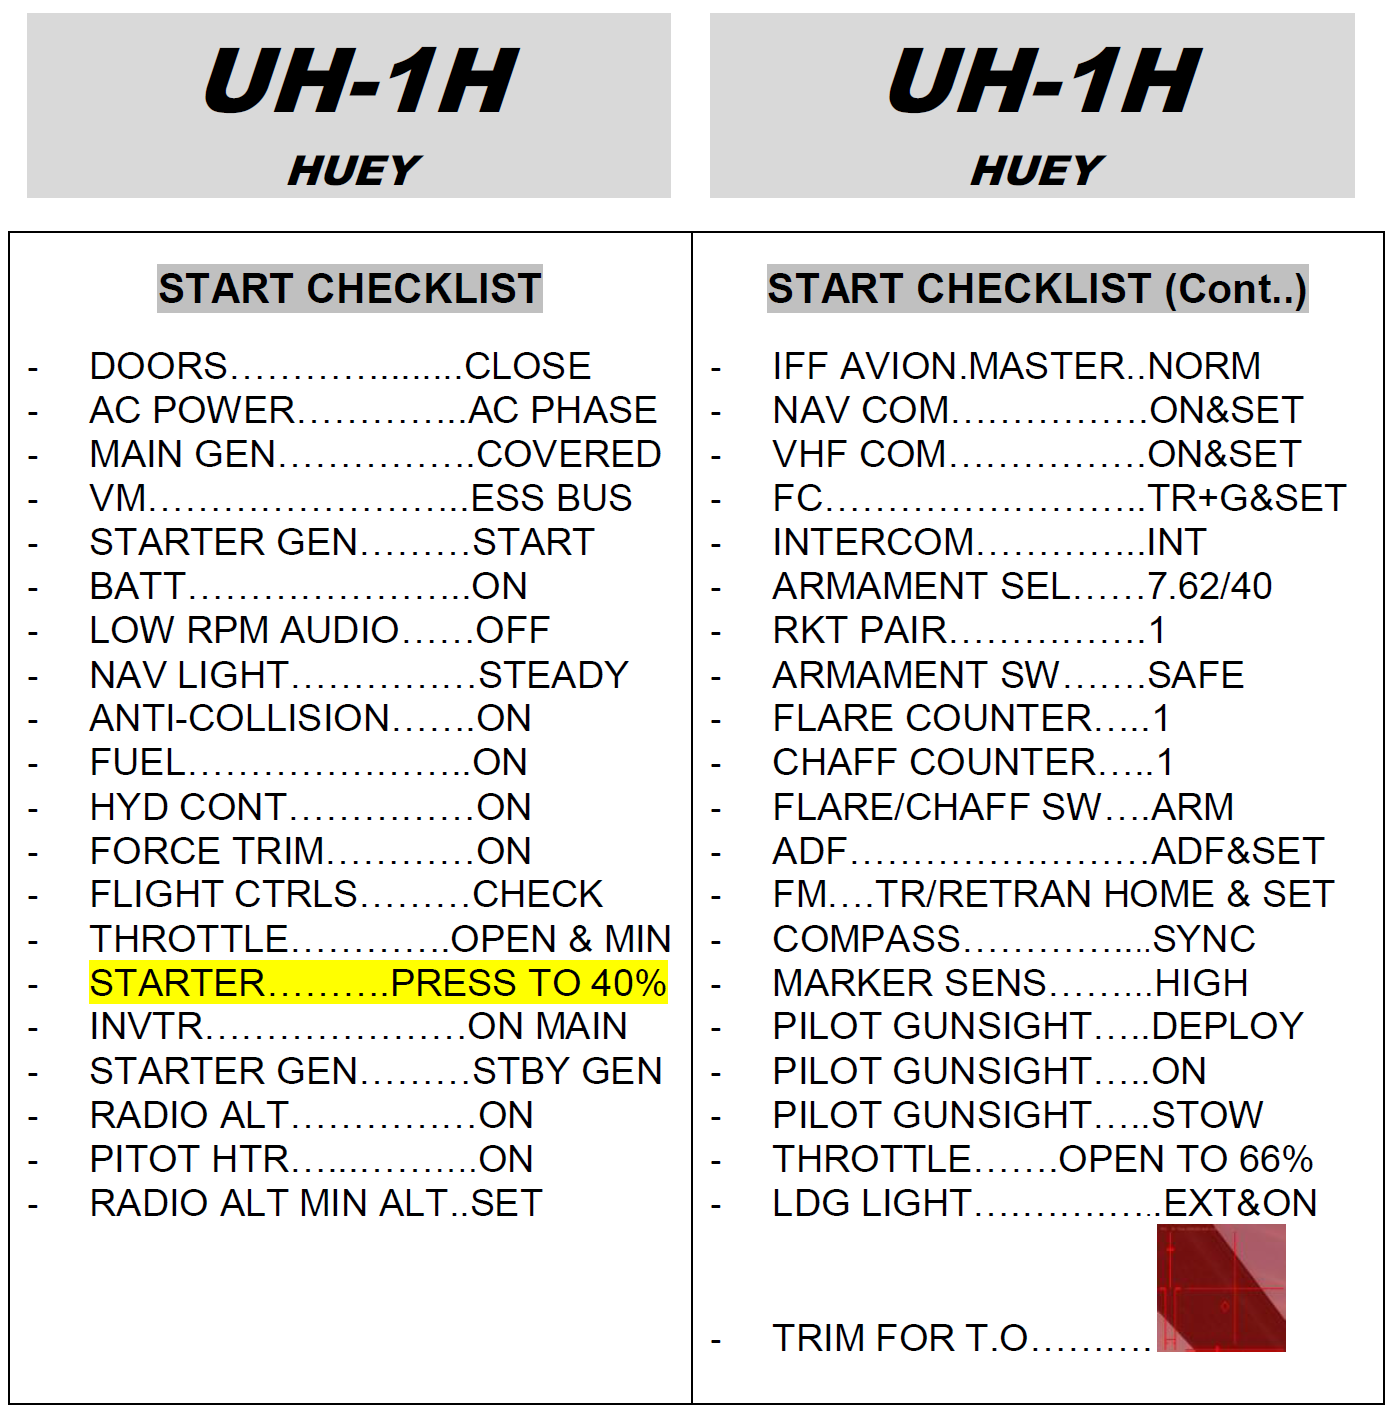 UH-1H
HUEY
START CHECKLIST
- DOORS…………........CLOSE
- AC POWER…………...AC PHASE
- MAIN GEN…………….COVERED
- VM……………………..ESS BUS
- STARTER GEN………START
- BATT…………………..ON
- LOW RPM AUDIO……OFF
- NAV LIGHT……………STEADY
- ANTI-COLLISION…….ON
- FUEL…………………..ON
- HYD CONT……………ON
- FORCE TRIM…………ON
- FLIGHT CTRLS………CHECK
- THROTTLE………….OPEN & MIN
- STARTER……….PRESS TO 40%
- INVTR…………………ON MAIN
- STARTER GEN………STBY GEN
- RADIO ALT……………ON
- PITOT HTR…...……….ON
- RADIO ALT MIN ALT..SET
UH-1H
HUEY
START CHECKLIST (Cont..)
- IFF AVION.MASTER..NORM
- NAV COM…………….ON&SET
- VHF COM…………….ON&SET
- FC……………………..TR+G&SET
- INTERCOM…………..INT
- ARMAMENT SEL……7.62/40
- RKT PAIR…………….1
- ARMAMENT SW…….SAFE
- FLARE COUNTER…..1
- CHAFF COUNTER…..1
- FLARE/CHAFF SW….ARM
- ADF……………………ADF&SET
- FM….TR/RETRAN HOME & SET
- COMPASS…………....SYNC
- MARKER SENS……...HIGH
- PILOT GUNSIGHT…..DEPLOY
- PILOT GUNSIGHT…..ON
- PILOT GUNSIGHT…..STOW
- THROTTLE…….OPEN TO 66%
- LDG LIGHT……………..EXT&ON
- TRIM FOR T.O……….